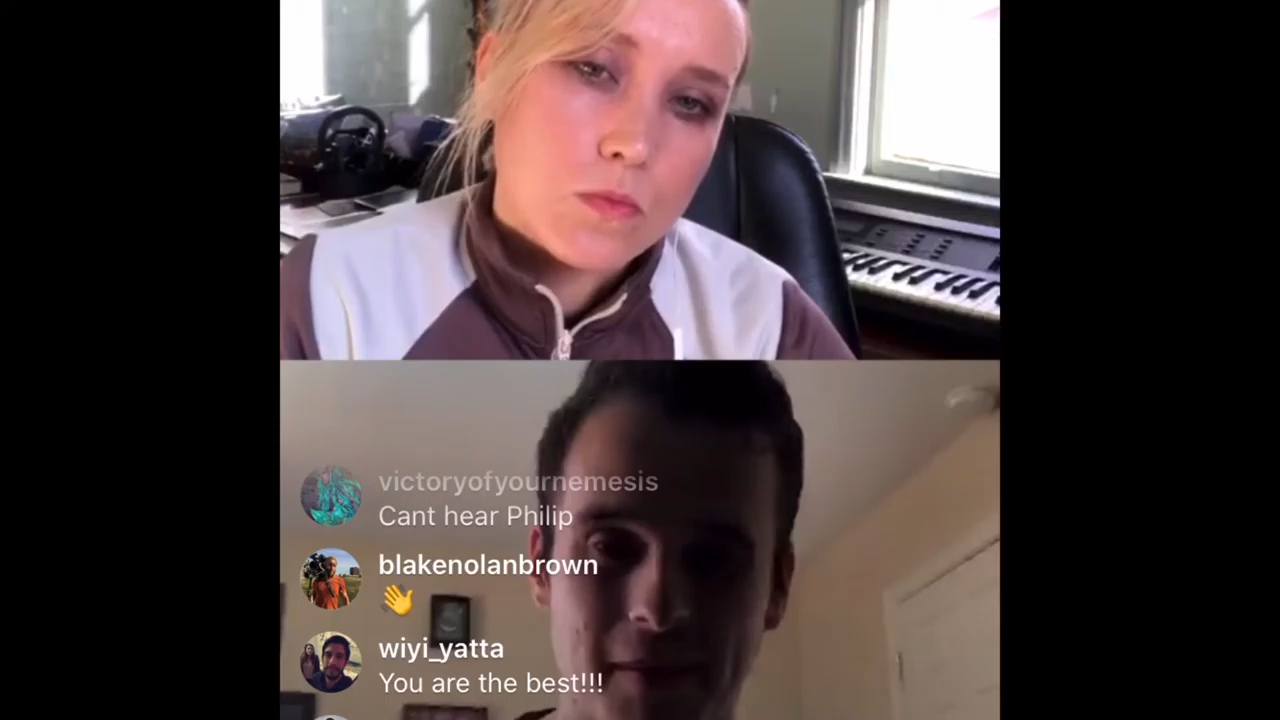 victoryofyournemesis
Cant hear Philip
blakenolanbrown
👋
wiyi_yatta
You are the best!!!